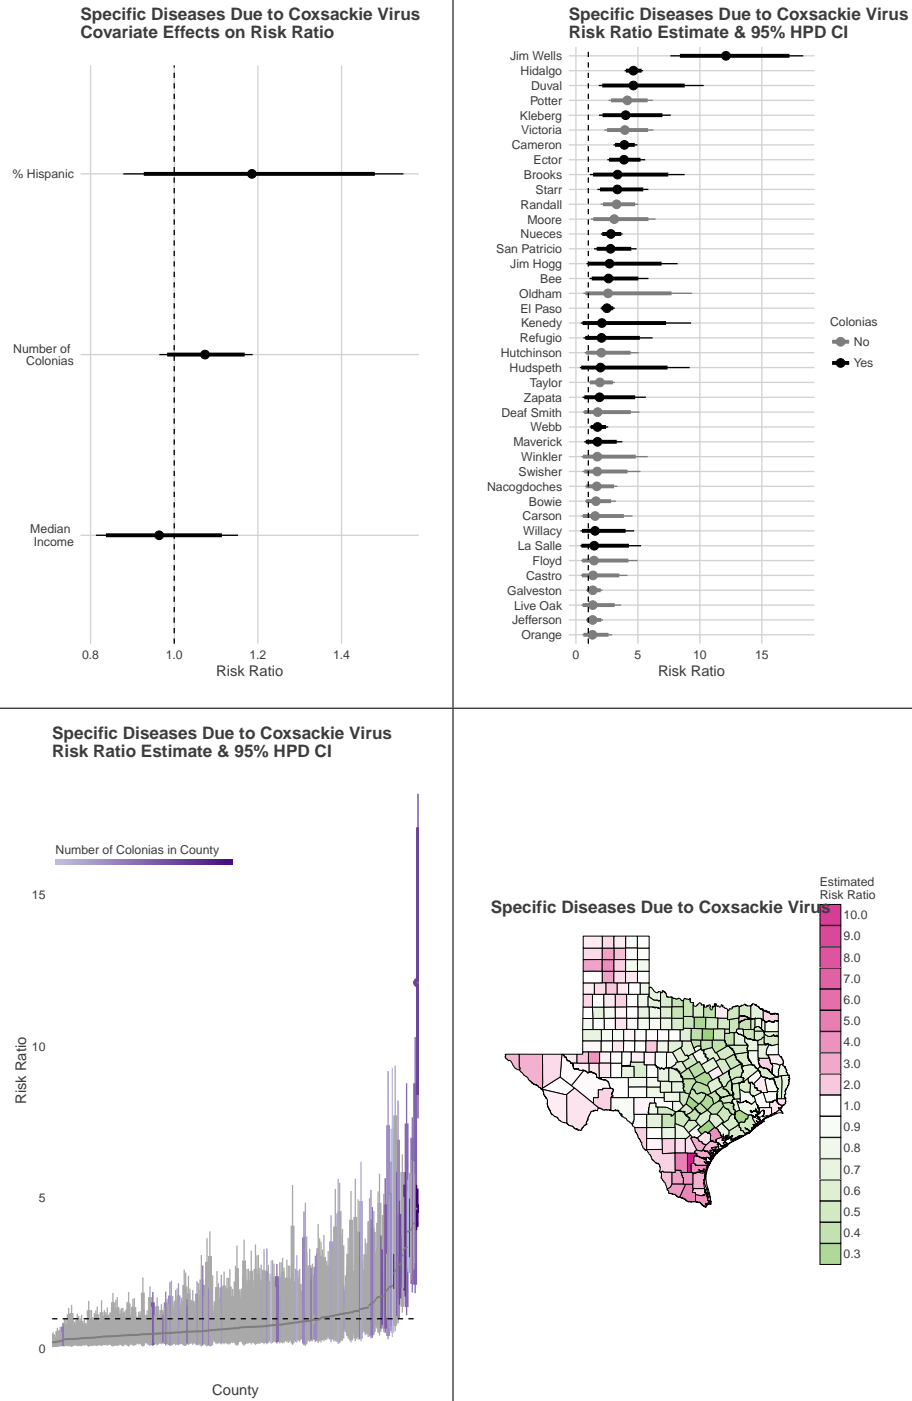 Specific Diseases Due to Coxsackie Virus
Covariate Effects on Risk Ratio
% Hispanic
Number of
Colonias
Median
Income
0.8
1.0
1.2
1.4
Risk Ratio
Specific Diseases Due to Coxsackie Virus
Risk Ratio Estimate & 95% HPD CI
Jim Wells
Hidalgo
Duval
Potter
Kleberg
Victoria
Cameron
Ector
Brooks
Starr
Randall
Moore
Nueces
San Patricio
Jim Hogg
Bee
Oldham
El Paso
Kenedy
Refugio
Hutchinson
Hudspeth
Taylor
Zapata
Deaf Smith
Webb
Maverick
Winkler
Swisher
Nacogdoches
Bowie
Carson
Willacy
La Salle
Floyd
Castro
Galveston
Live Oak
Jefferson
Orange
0
5
10
15
Risk Ratio
Colonias
No
Yes
Specific Diseases Due to Coxsackie Virus
Risk Ratio Estimate & 95% HPD CI
Number of Colonias in County
15
10
5
0
Risk Ratio
County
Specific Diseases Due to Coxsackie Virus
Estimated
Risk Ratio
10.0
9.0
8.0
7.0
6.0
5.0
4.0
3.0
2.0
1.0
0.9
0.8
0.7
0.6
0.5
0.4
0.3